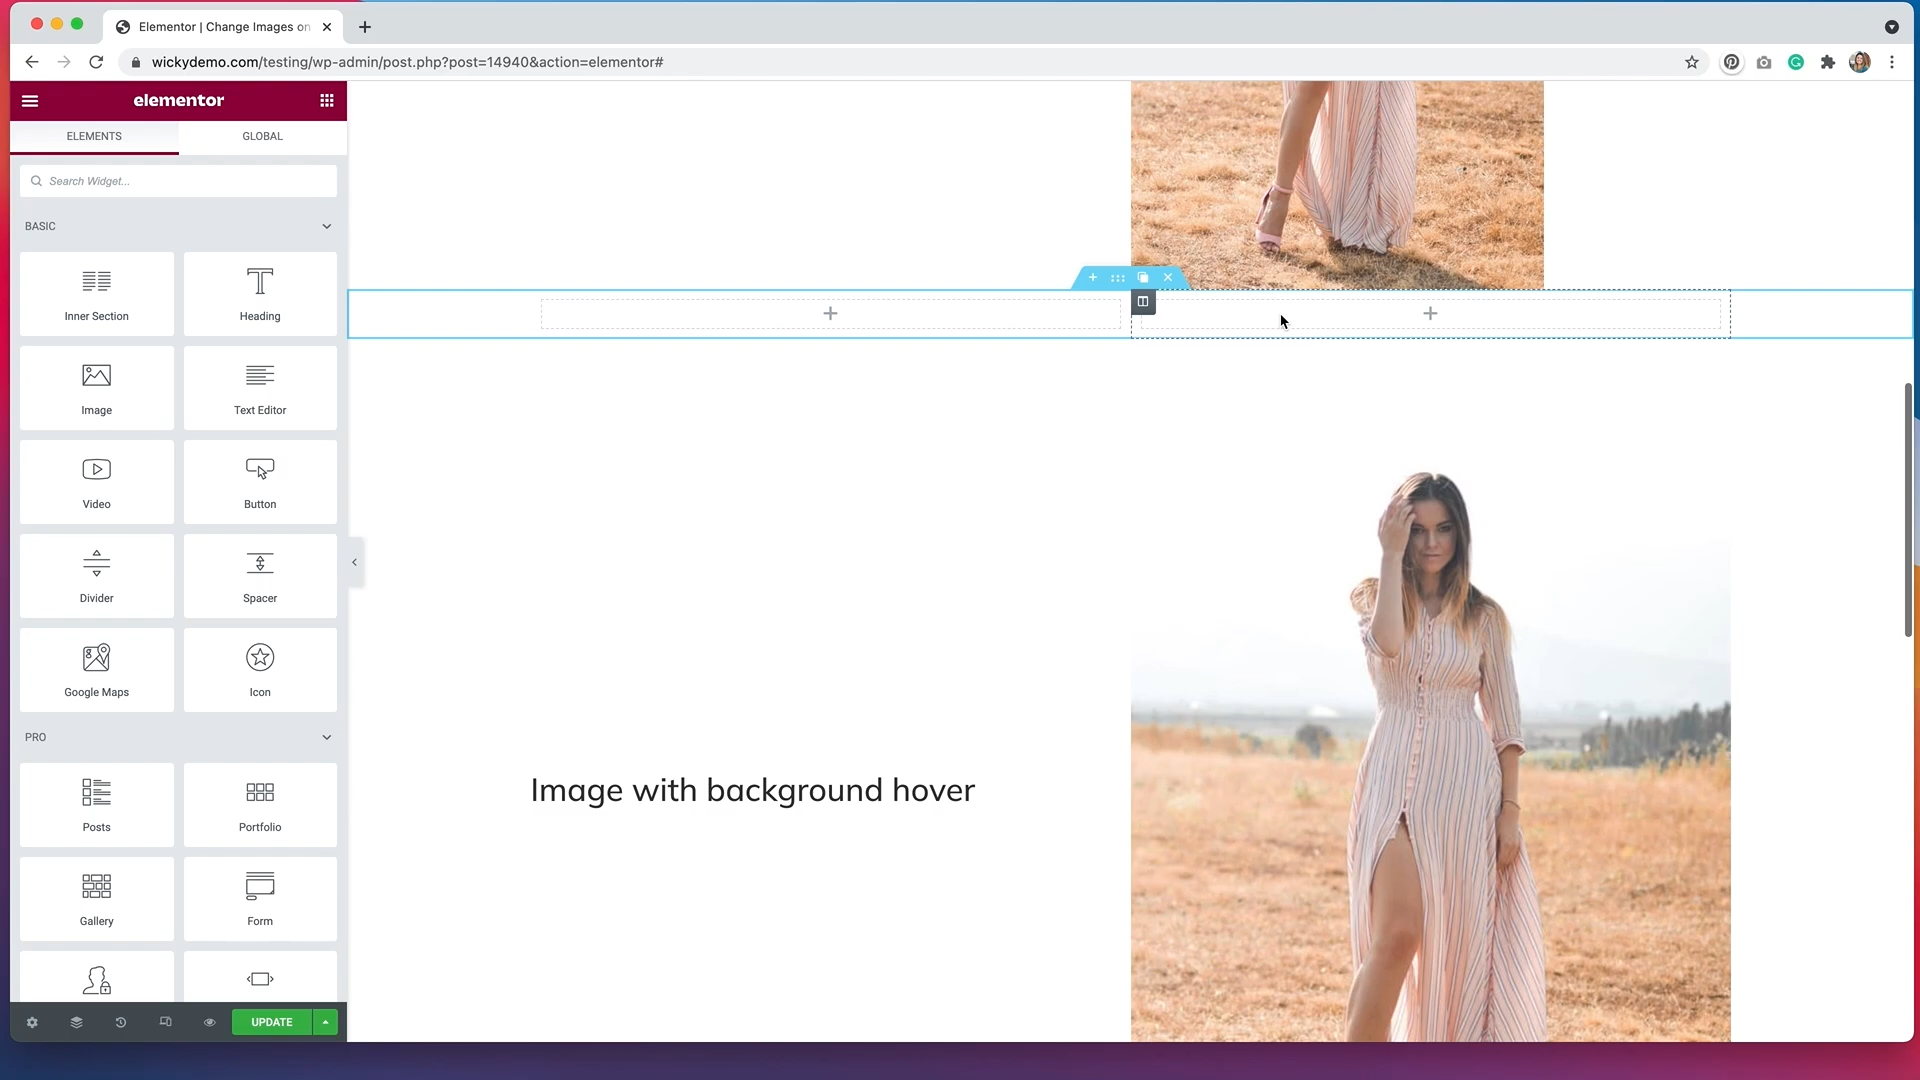 Elementor | Change Images on
wickydemo.com/testing/wp-admin/post.php?post=14940&action=elementor#
elementor
ELEMENTS
GLOBAL
Search Widget...
BASIC
Inner Section
Heading
Image
Text Editor
Video
Button
Divider
Spacer
Google Maps
Icon
PRO
Posts
Portfolio
Gallery
Form
UPDATE
Image with background hover